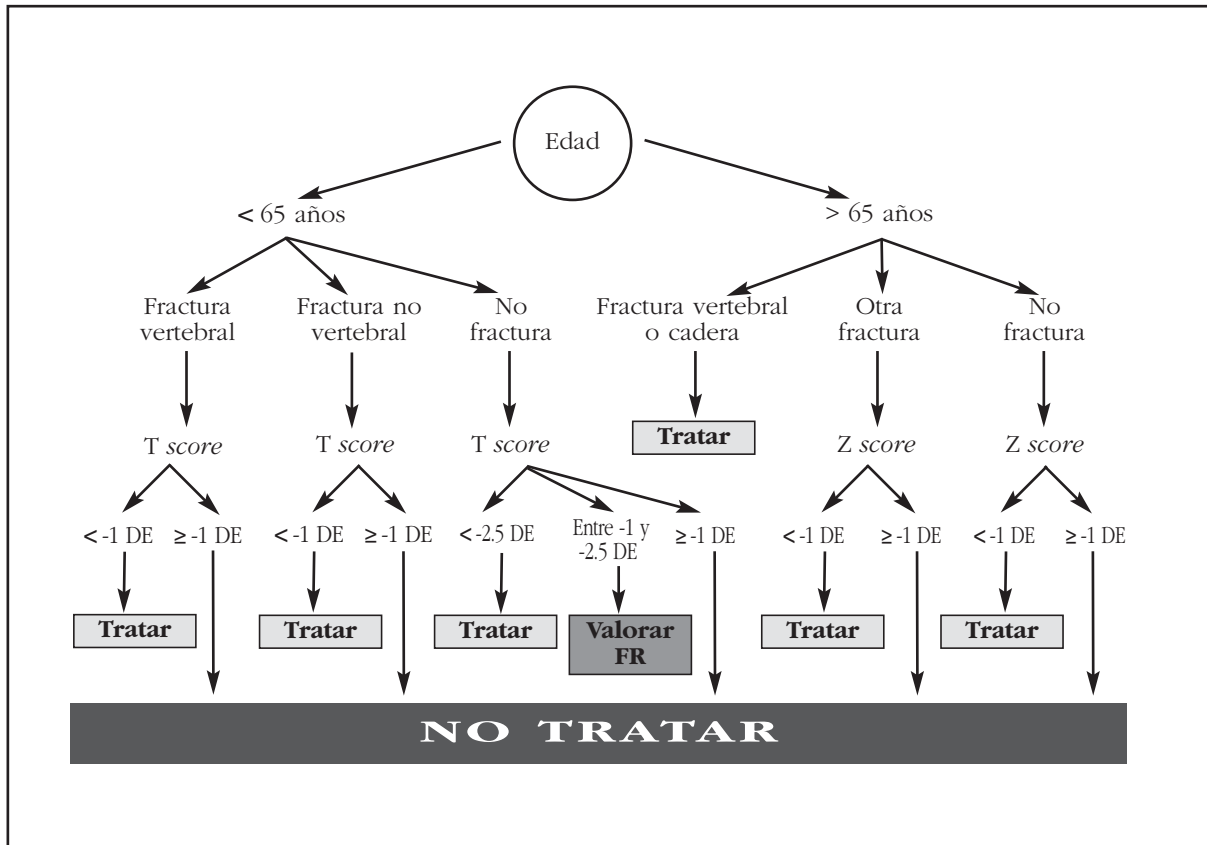 Edad
< 65 años
> 65 años
Fractura vertebral
Fractura no vertebral
No fractura
Fractura vertebral o cadera
Otra fractura
No fractura
Tratar
T score
T score
T score
Z score
Z score
< -1 DE
≥ -1 DE
< -1 DE
≥ -1 DE
< -2.5 DE
Entre -1 y -2.5 DE
≥ -1 DE
< -1 DE
≥ -1 DE
< -1 DE
≥ -1 DE
Tratar
Tratar
Tratar
Valorar FR
Tratar
Tratar
NO TRATAR